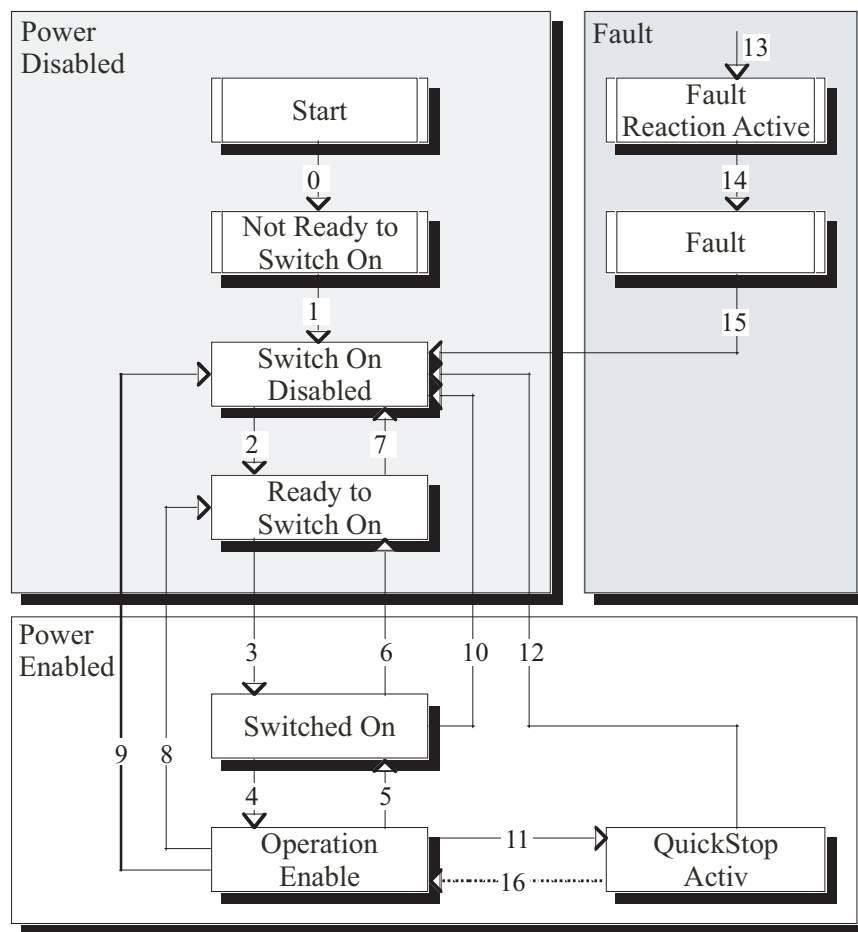 Power
Disabled
Start
0
Not Ready to
Switch On
1
Switch On
Disabled
2
7
Ready to
Switch On
Fault
13
Fault
Reaction Active
14
Fault
15
Power
Enabled
3
6
10
12
Switched On
9
8
4
5
Operation
Enable
11
16
QuickStop
Activ